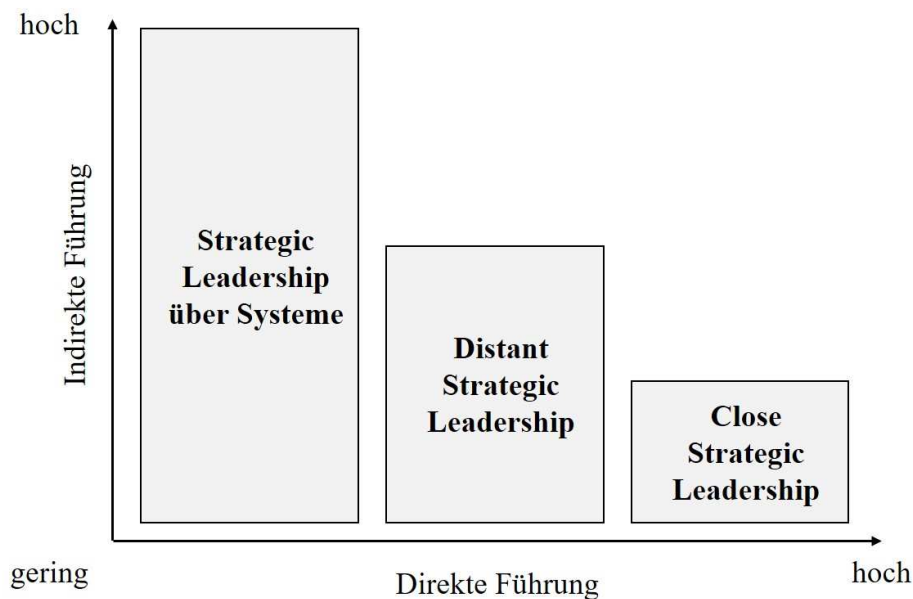 hoch
Indirekte Führung
Strategic
Leadership
über Systeme
Distant
Strategic
Leadership
Close
Strategic
Leadership
gering
Direkte Führung
hoch